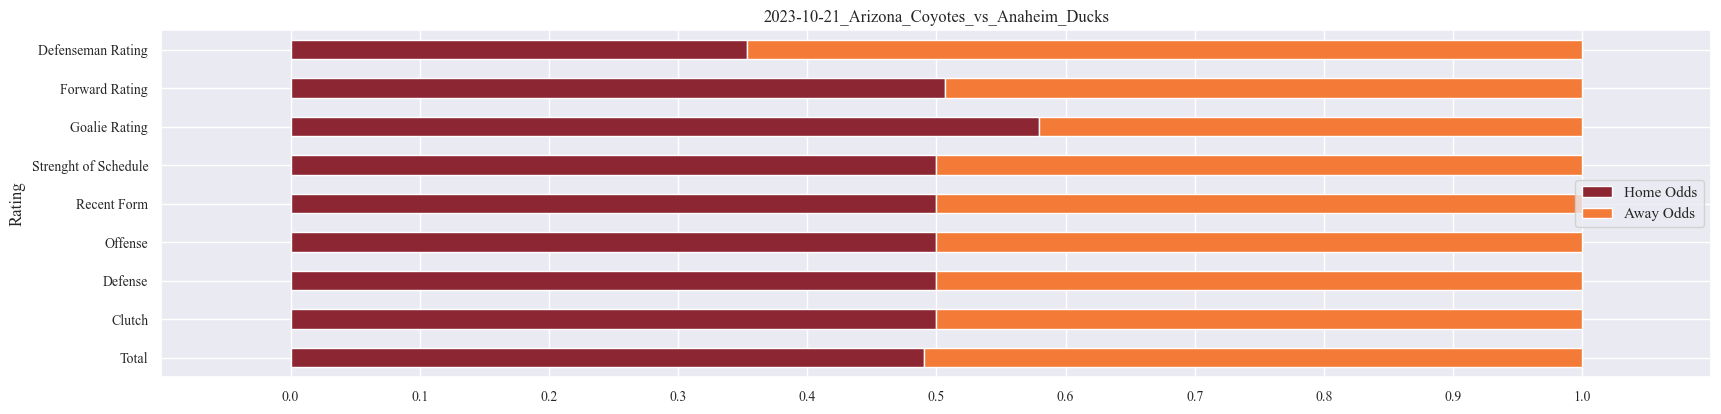 2023-10-21_Arizona_Coyotes_vs_Anaheim_Ducks
Rating
Defenseman Rating
Forward Rating
Goalie Rating
Strenght of Schedule
Recent Form
Offense
Defense
Clutch
Total
Home Odds
Away Odds
0.0 0.1 0.2 0.3 0.4 0.5 0.6 0.7 0.8 0.9 1.0